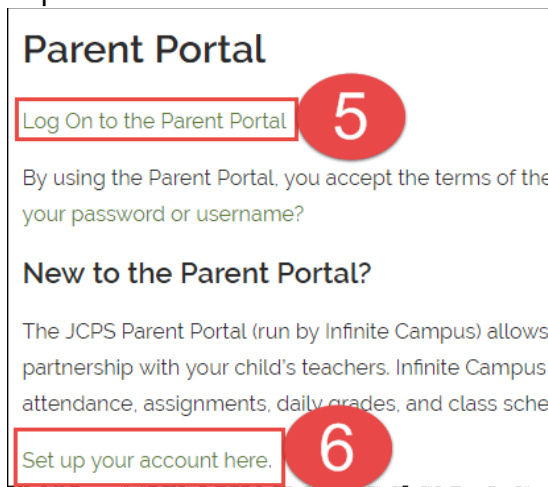 Parent Portal
Log On to the Parent Portal
5
By using the Parent Portal, you accept the terms of the
your password or username?
New to the Parent Portal?
The JCPS Parent Portal (run by Infinite Campus) allows
partnership with your child's teachers. Infinite Campus
attendance, assignments, daily grades, and class sche
Set up your account here.
6